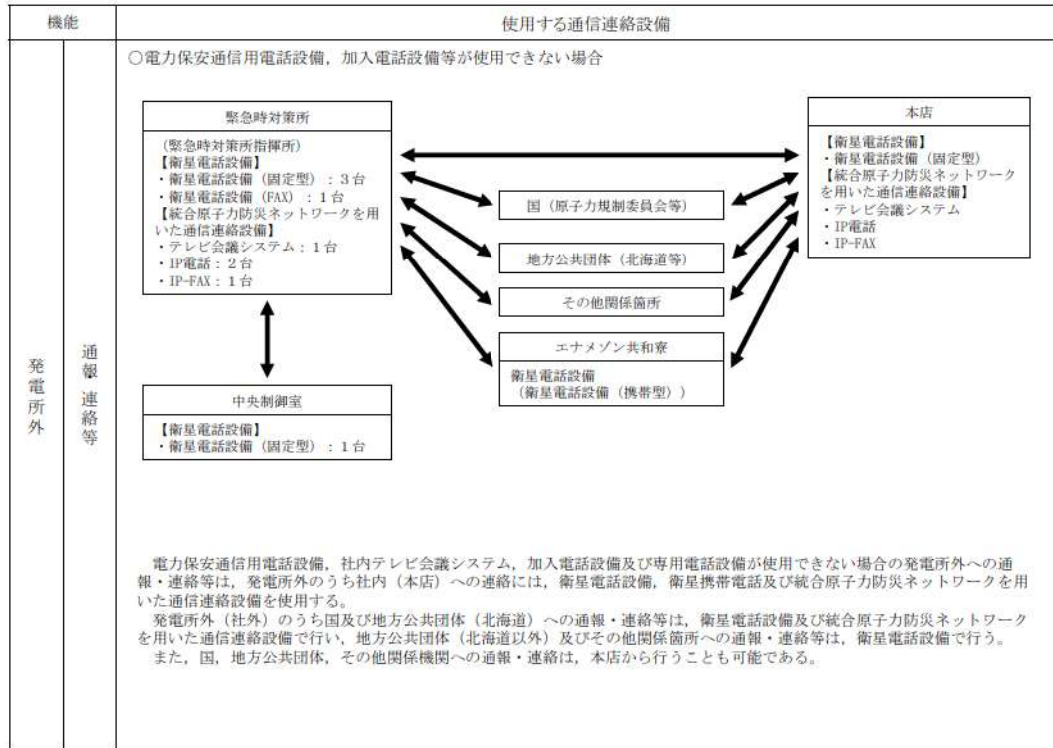 機能
使用する通信連絡設備
発電所外
通報・連絡等
○電力保安通信用電話設備，加入電話設備等が使用できない場合
緊急時対策所
（緊急時対策所指揮所）
【衛星電話設備】
・衛星電話設備（固定型）：３台
・衛星電話設備（FAX）：１台
【統合原子力防災ネットワークを用
いた通信連絡設備】
・テレビ会議システム：１台
・IP電話：２台
・IP-FAX：１台
中央制御室
【衛星電話設備】
・衛星電話設備（固定型）：１台
国（原子力規制委員会等）
地方公共団体（北海道等）
その他関係箇所
エナメゾン共和寮
衛星電話設備
（衛星電話設備（携帯型））
本店
【衛星電話設備】
・衛星電話設備（固定型）
【統合原子力防災ネットワーク
を用いた通信連絡設備】
・テレビ会議システム
・IP電話
・IP-FAX
電力保安通信用電話設備，社内テレビ会議システム，加入電話設備及び専用電話設備が使用できない場合の発電所外への通
報・連絡等は，発電所外のうち社内（本店）への連絡には，衛星電話設備，衛星携帯電話及び統合原子力防災ネットワークを用
いた通信連絡設備を使用する。
発電所外（社外）のうち国及び地方公共団体（北海道）への通報・連絡等は，衛星電話設備及び統合原子力防災ネットワーク
を用いた通信連絡設備で行い，地方公共団体（北海道以外）及びその他関係箇所への通報・連絡等は，衛星電話設備で行う。
また，国，地方公共団体，その他関係機関への通報・連絡は，本店から行うことも可能である。